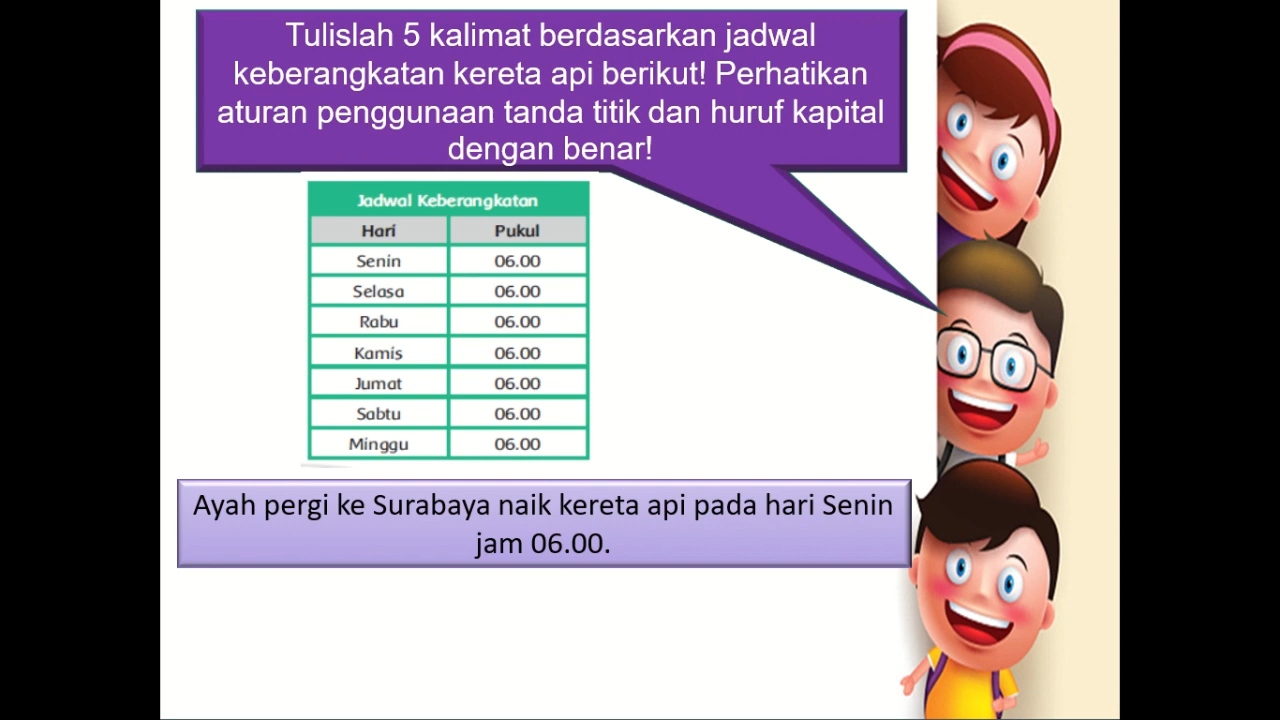 Tulislah 5 kalimat berdasarkan jadwal
keberangkatan kereta api berikut! Perhatikan
aturan penggunaan tanda titik dan huruf kapital
dengan benar!
Jadwal Keberangkatan
Hari Pukul
Senin 06.00
Selasa 06.00
Rabu 06.00
Kamis 06.00
Jumat 06.00
Sabtu 06.00
Minggu 06.00
Ayah pergi ke Surabaya naik kereta api pada hari Senin
jam 06.00.